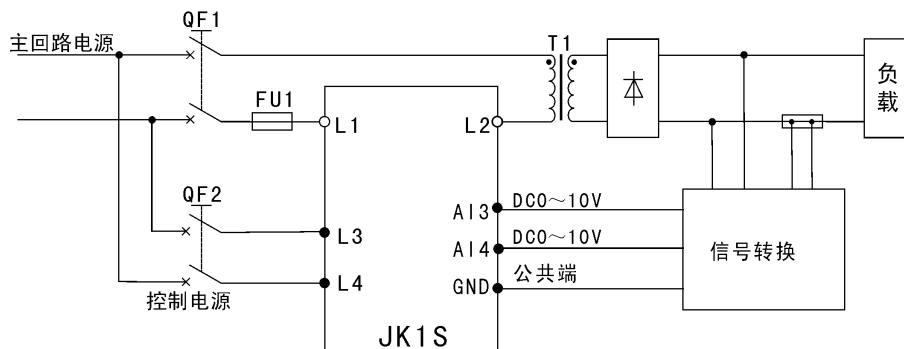 QF1
主回路电源
T1
FU1
L1
L2
负载
QF2
AI3
DC0～10V
L3
AI4
DC0～10V
信号转换
L4
GND
公共端
控制电源
JK1S